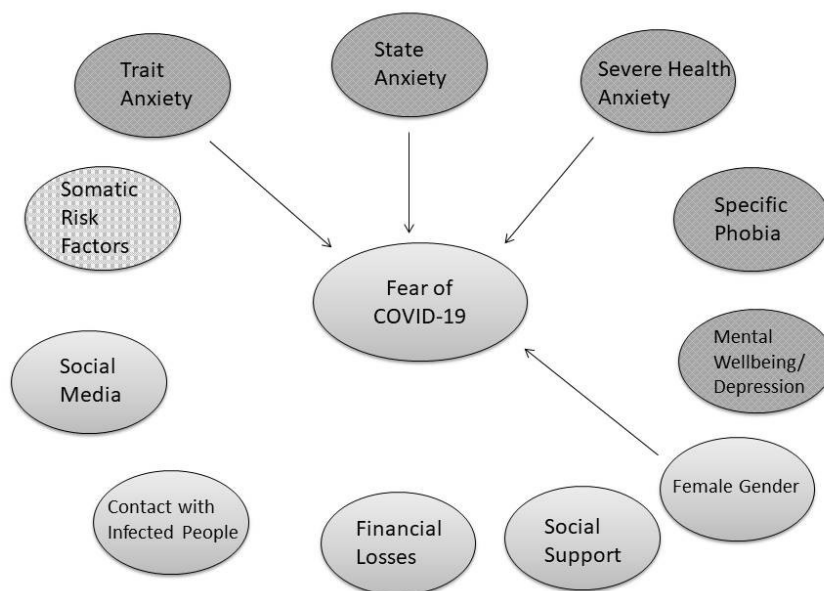 Trait
Anxiety
State
Anxiety
Severe Health
Anxiety
Somatic
Risk
Factors
Specific
Phobia
Fear of
COVID-19
Mental
Wellbeing/
Depression
Social
Media
Female Gender
Contact with
Infected People
Financial
Losses
Social
Support